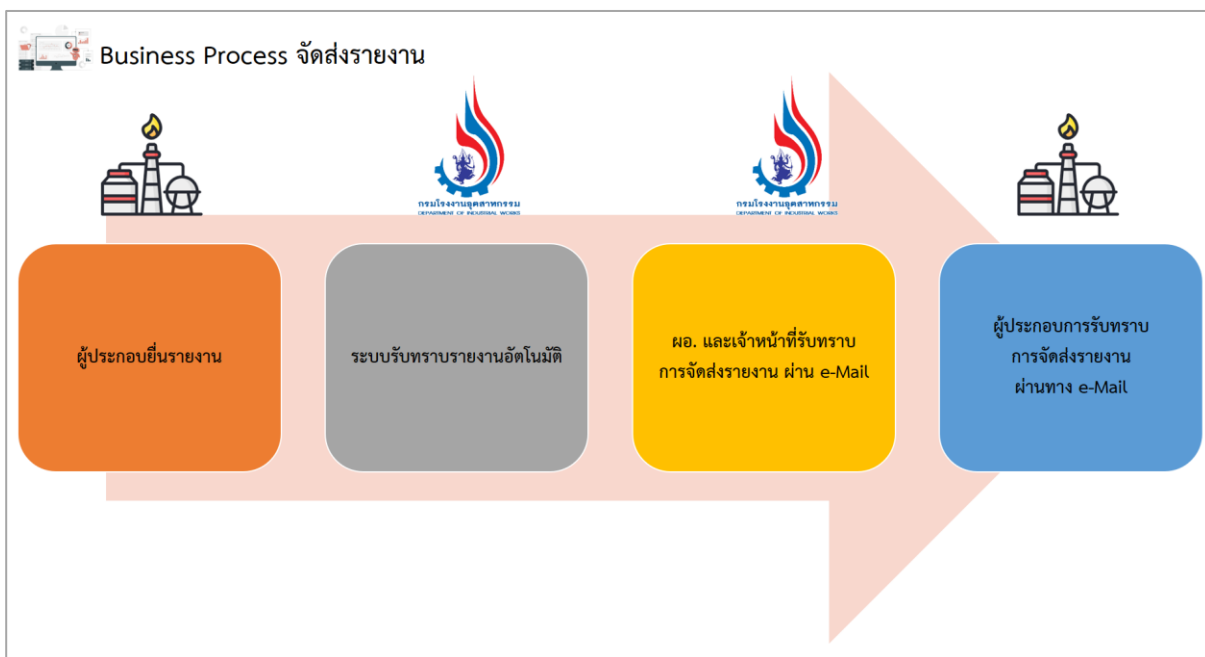 Business Process จัดส่งรายงาน
กรมโรงงานอุตสาหกรรม
DEPARTMENT OF INDUSTRIAL WORKS
กรมโรงงานอุตสาหกรรม
DEPARTMENT OF INDUSTRIAL WORKS
ผู้ประกอบยื่นรายงาน
ระบบรับทราบรายงานอัตโนมัติ
ผอ. และเจ้าหน้าที่รับทราบ
การจัดส่งรายงาน ผ่าน e-Mail
ผู้ประกอบการรับทราบ
การจัดส่งรายงาน
ผ่านทาง e-Mail